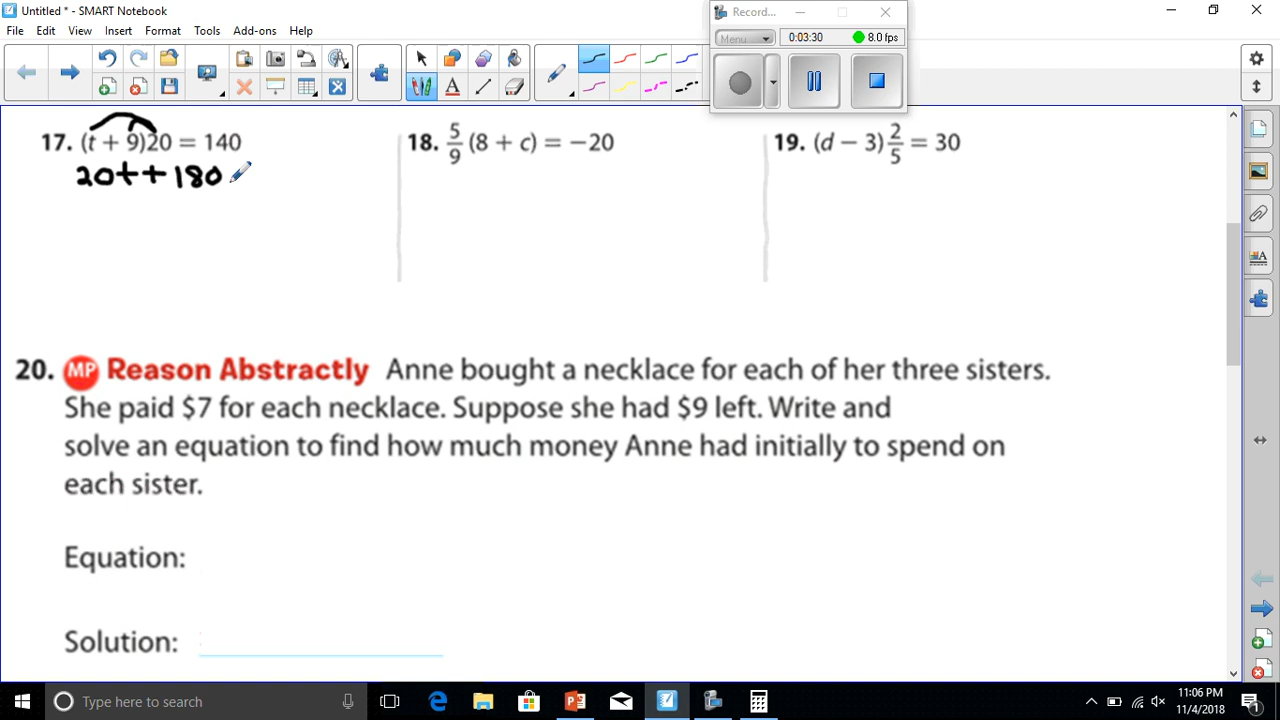 Untitled * - SMART Notebook
File Edit View Insert Format Tools Add-ons Help
Record...
Menu 0:03:30 8.0 fps
17. (t + 9)20 = 140
20t + 180
18. 5/9 (8 + c) = −20
19. (d − 3) 2/5 = 30
20. MP Reason Abstractly Anne bought a necklace for each of her three sisters.
She paid $7 for each necklace. Suppose she had $9 left. Write and
solve an equation to find how much money Anne had initially to spend on
each sister.
Equation:
Solution:
Type here to search
11:06 PM
11/4/2018